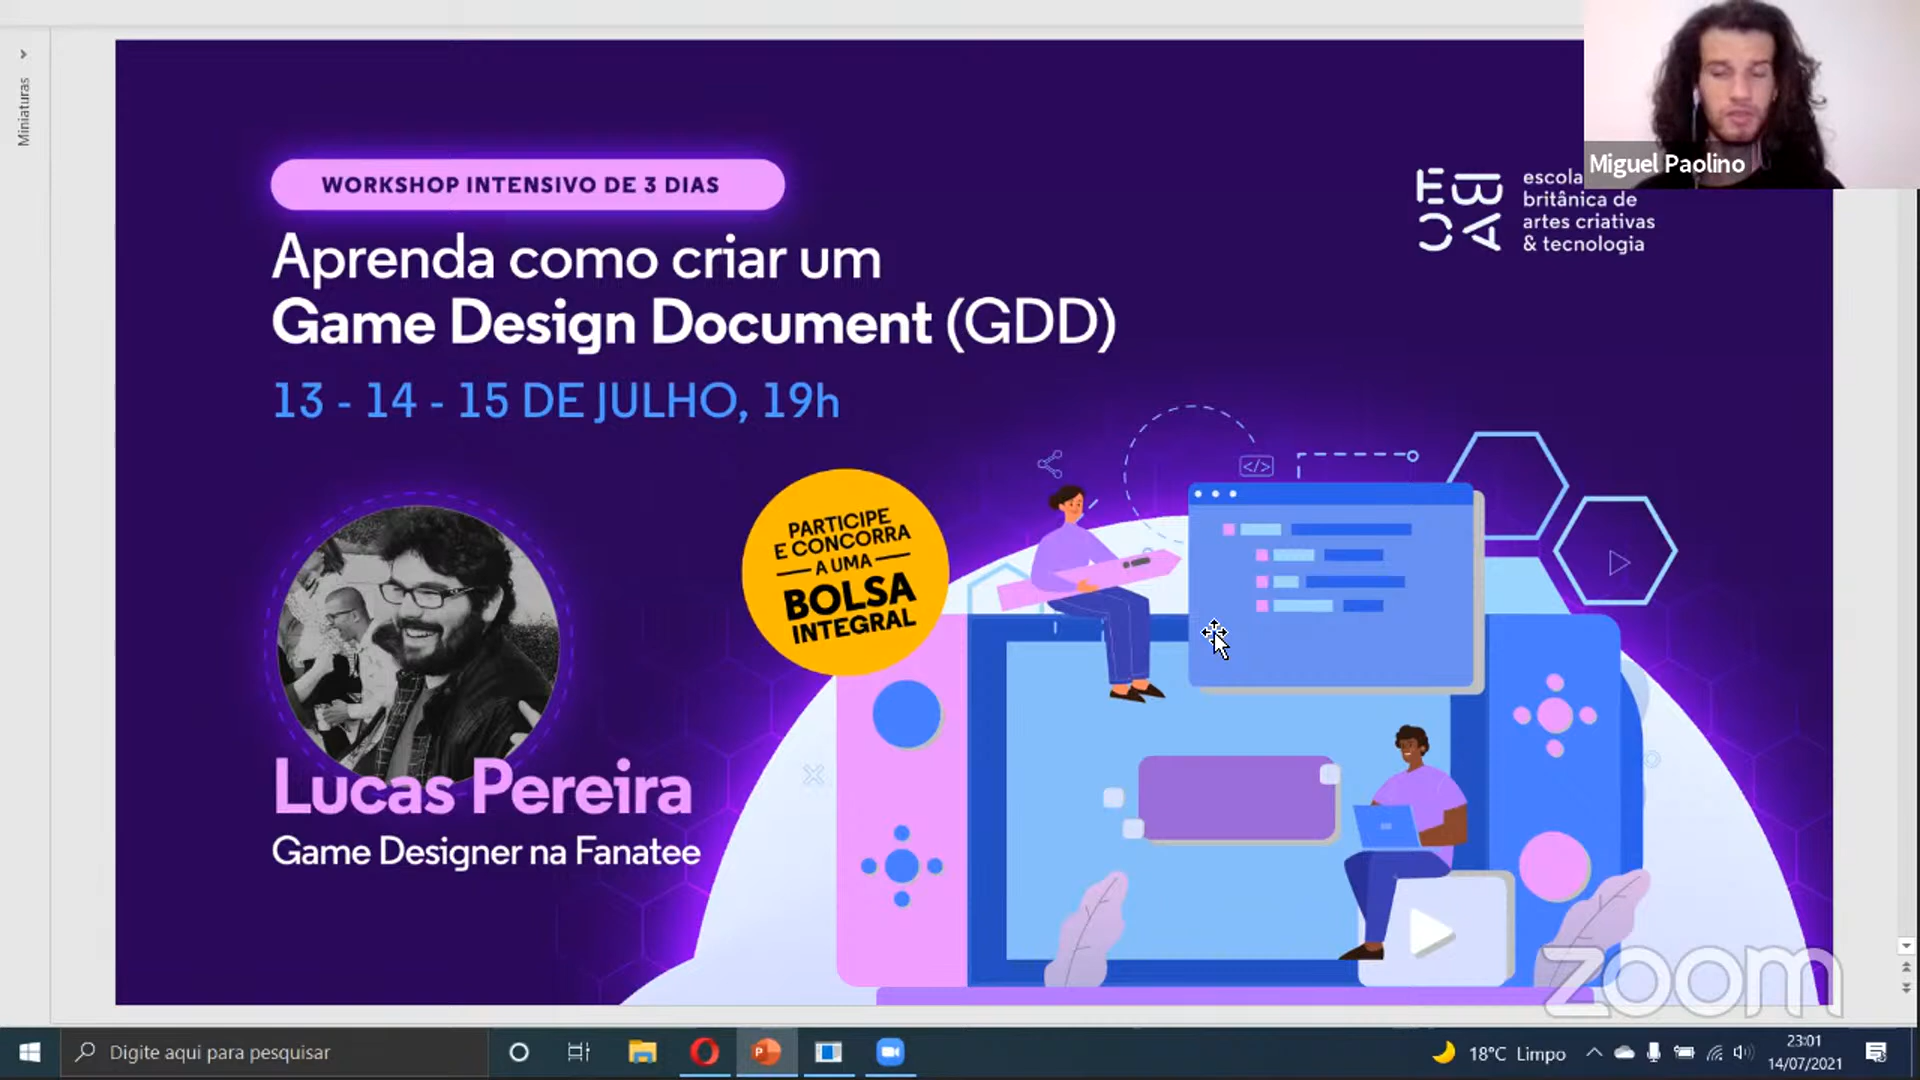 Miniaturas
WORKSHOP INTENSIVO DE 3 DIAS
Aprenda como criar um
Game Design Document (GDD)
13 - 14 - 15 DE JULHO, 19h
Miguel Paolino
EBAC
escola
britânica de
artes criativas
& tecnologia
</>
PARTICIPE
E CONCORRA
A UMA
BOLSA
INTEGRAL
Lucas Pereira
Game Designer na Fanatee
zoom
Digite aqui para pesquisar
18°C Limpo
23:01
14/07/2021